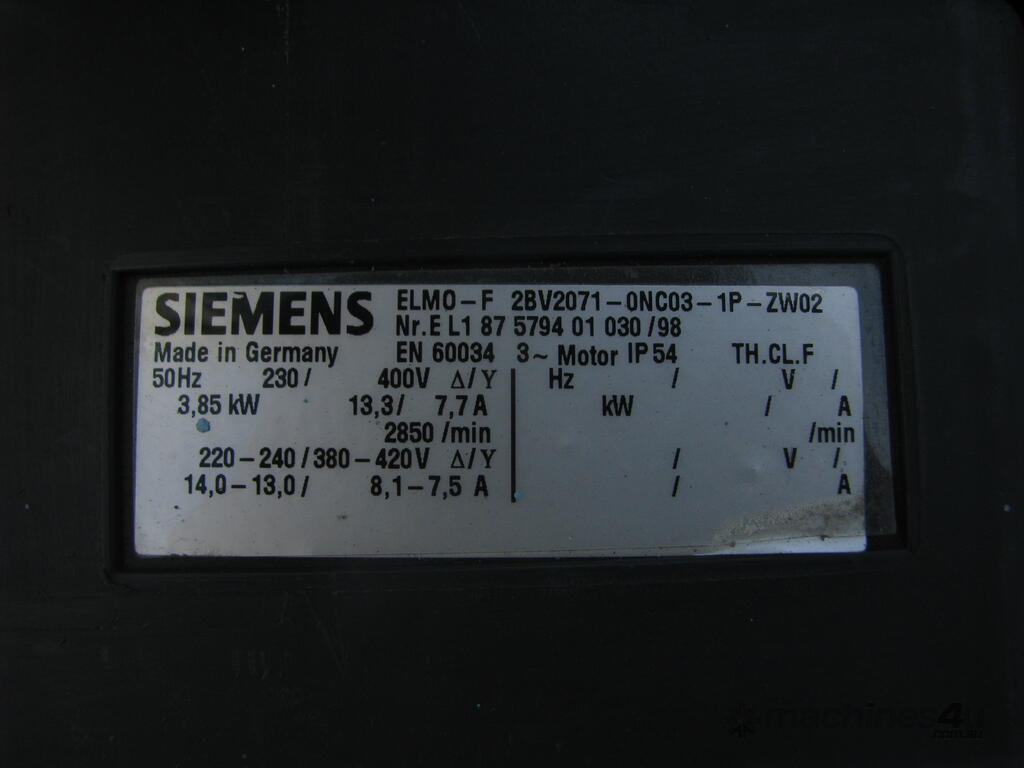 SIEMENS ELMO-F 2BV2071-0NC03-1P-ZW02
Nr.E L1 87 5794 01 030 /98
Made in Germany EN 60034 3~ Motor IP 54 TH.CL.F
50Hz 230/ 400V Δ/Y Hz / V /
3,85 kW 13,3/ 7,7 A kW / A
2850 /min /min
220-240/380-420V Δ/Y / V /
14,0-13,0/ 8,1-7,5 A / A
machines4u
.com.au